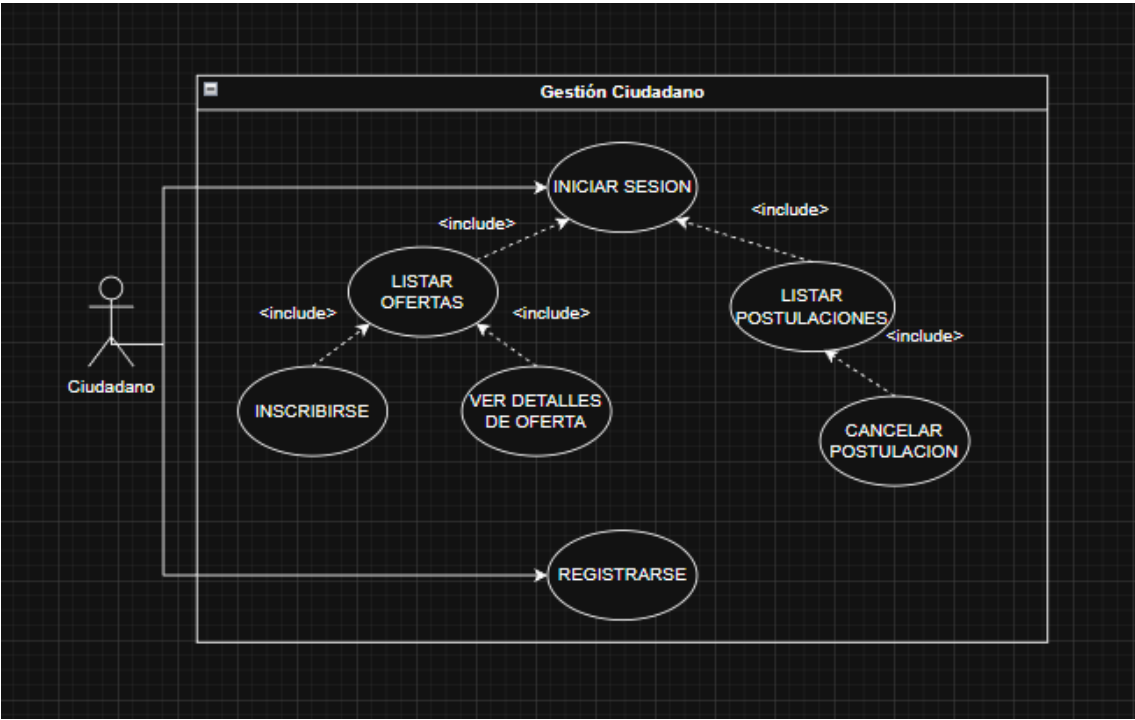 Gestión Ciudadano
INICIAR SESION
<include>
<include>
LISTAR
OFERTAS
LISTAR
POSTULACIONES
<include>
<include>
<include>
Ciudadano
INSCRIBIRSE
VER DETALLES
DE OFERTA
CANCELAR
POSTULACION
REGISTRARSE